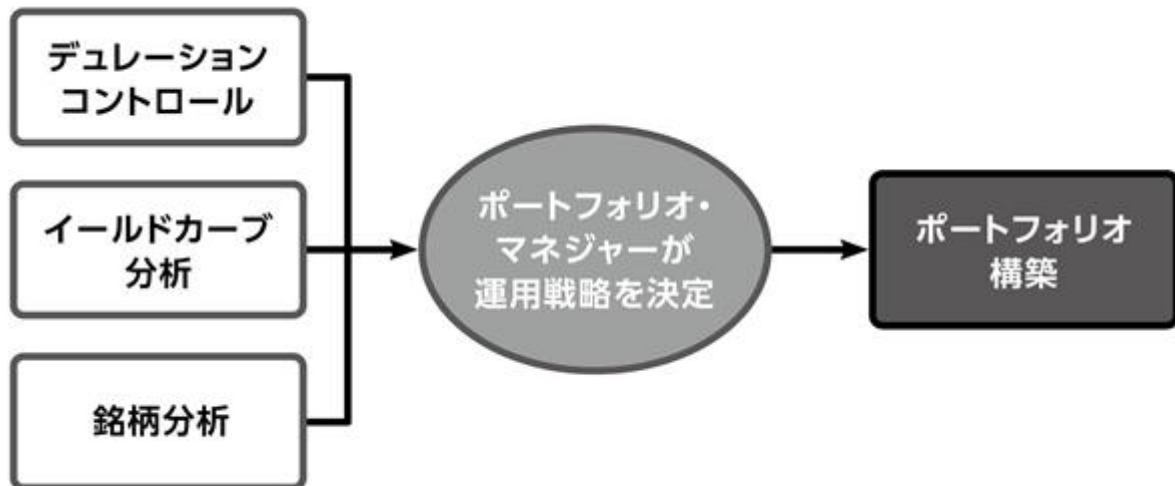 デュレーション
コントロール
イールドカーブ
分析
銘柄分析
ポートフォリオ・
マネジャーが
運用戦略を決定
ポートフォリオ
構築